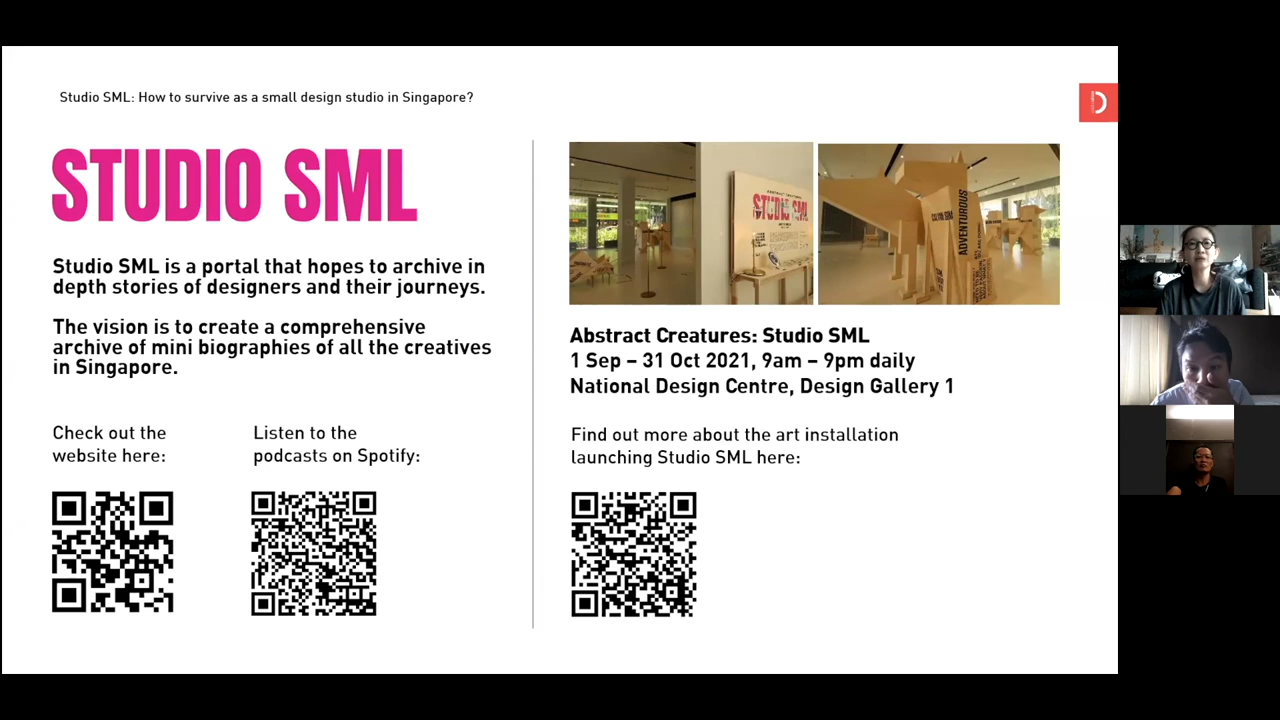 Studio SML: How to survive as a small design studio in Singapore?
STUDIO SML
Studio SML is a portal that hopes to archive in
depth stories of designers and their journeys.
The vision is to create a comprehensive
archive of mini biographies of all the creatives
in Singapore.
Check out the
website here:
Listen to the
podcasts on Spotify:
STUDIO SML
ADVENTUROUS
Abstract Creatures: Studio SML
1 Sep – 31 Oct 2021, 9am – 9pm daily
National Design Centre, Design Gallery 1
Find out more about the art installation
launching Studio SML here: